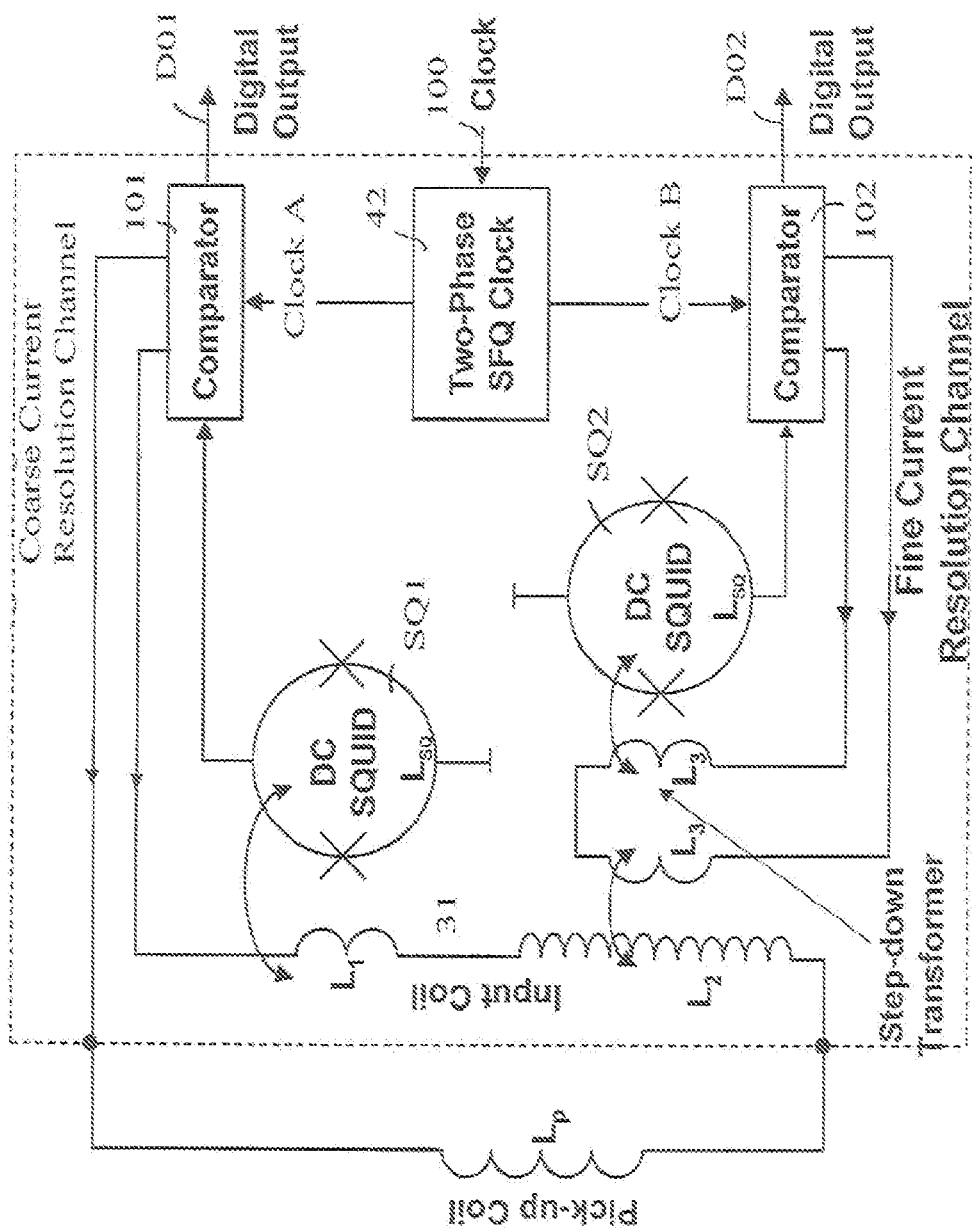 Coarse Current
Resolution Channel
101
Comparator
D01
Digital
Output
Clock A
42
Two-Phase
SFQ Clock
100
Clock
Clock B
Comparator
102
D02
Digital
Output
SQ1
DC
SQUID
LSQ
SQ2
DC
SQUID
LSQ
Fine Current
Resolution Channel
L1
31
Input Coil
L2
L3
L3
Step-down
Transformer
Pick-up Coil
Lp